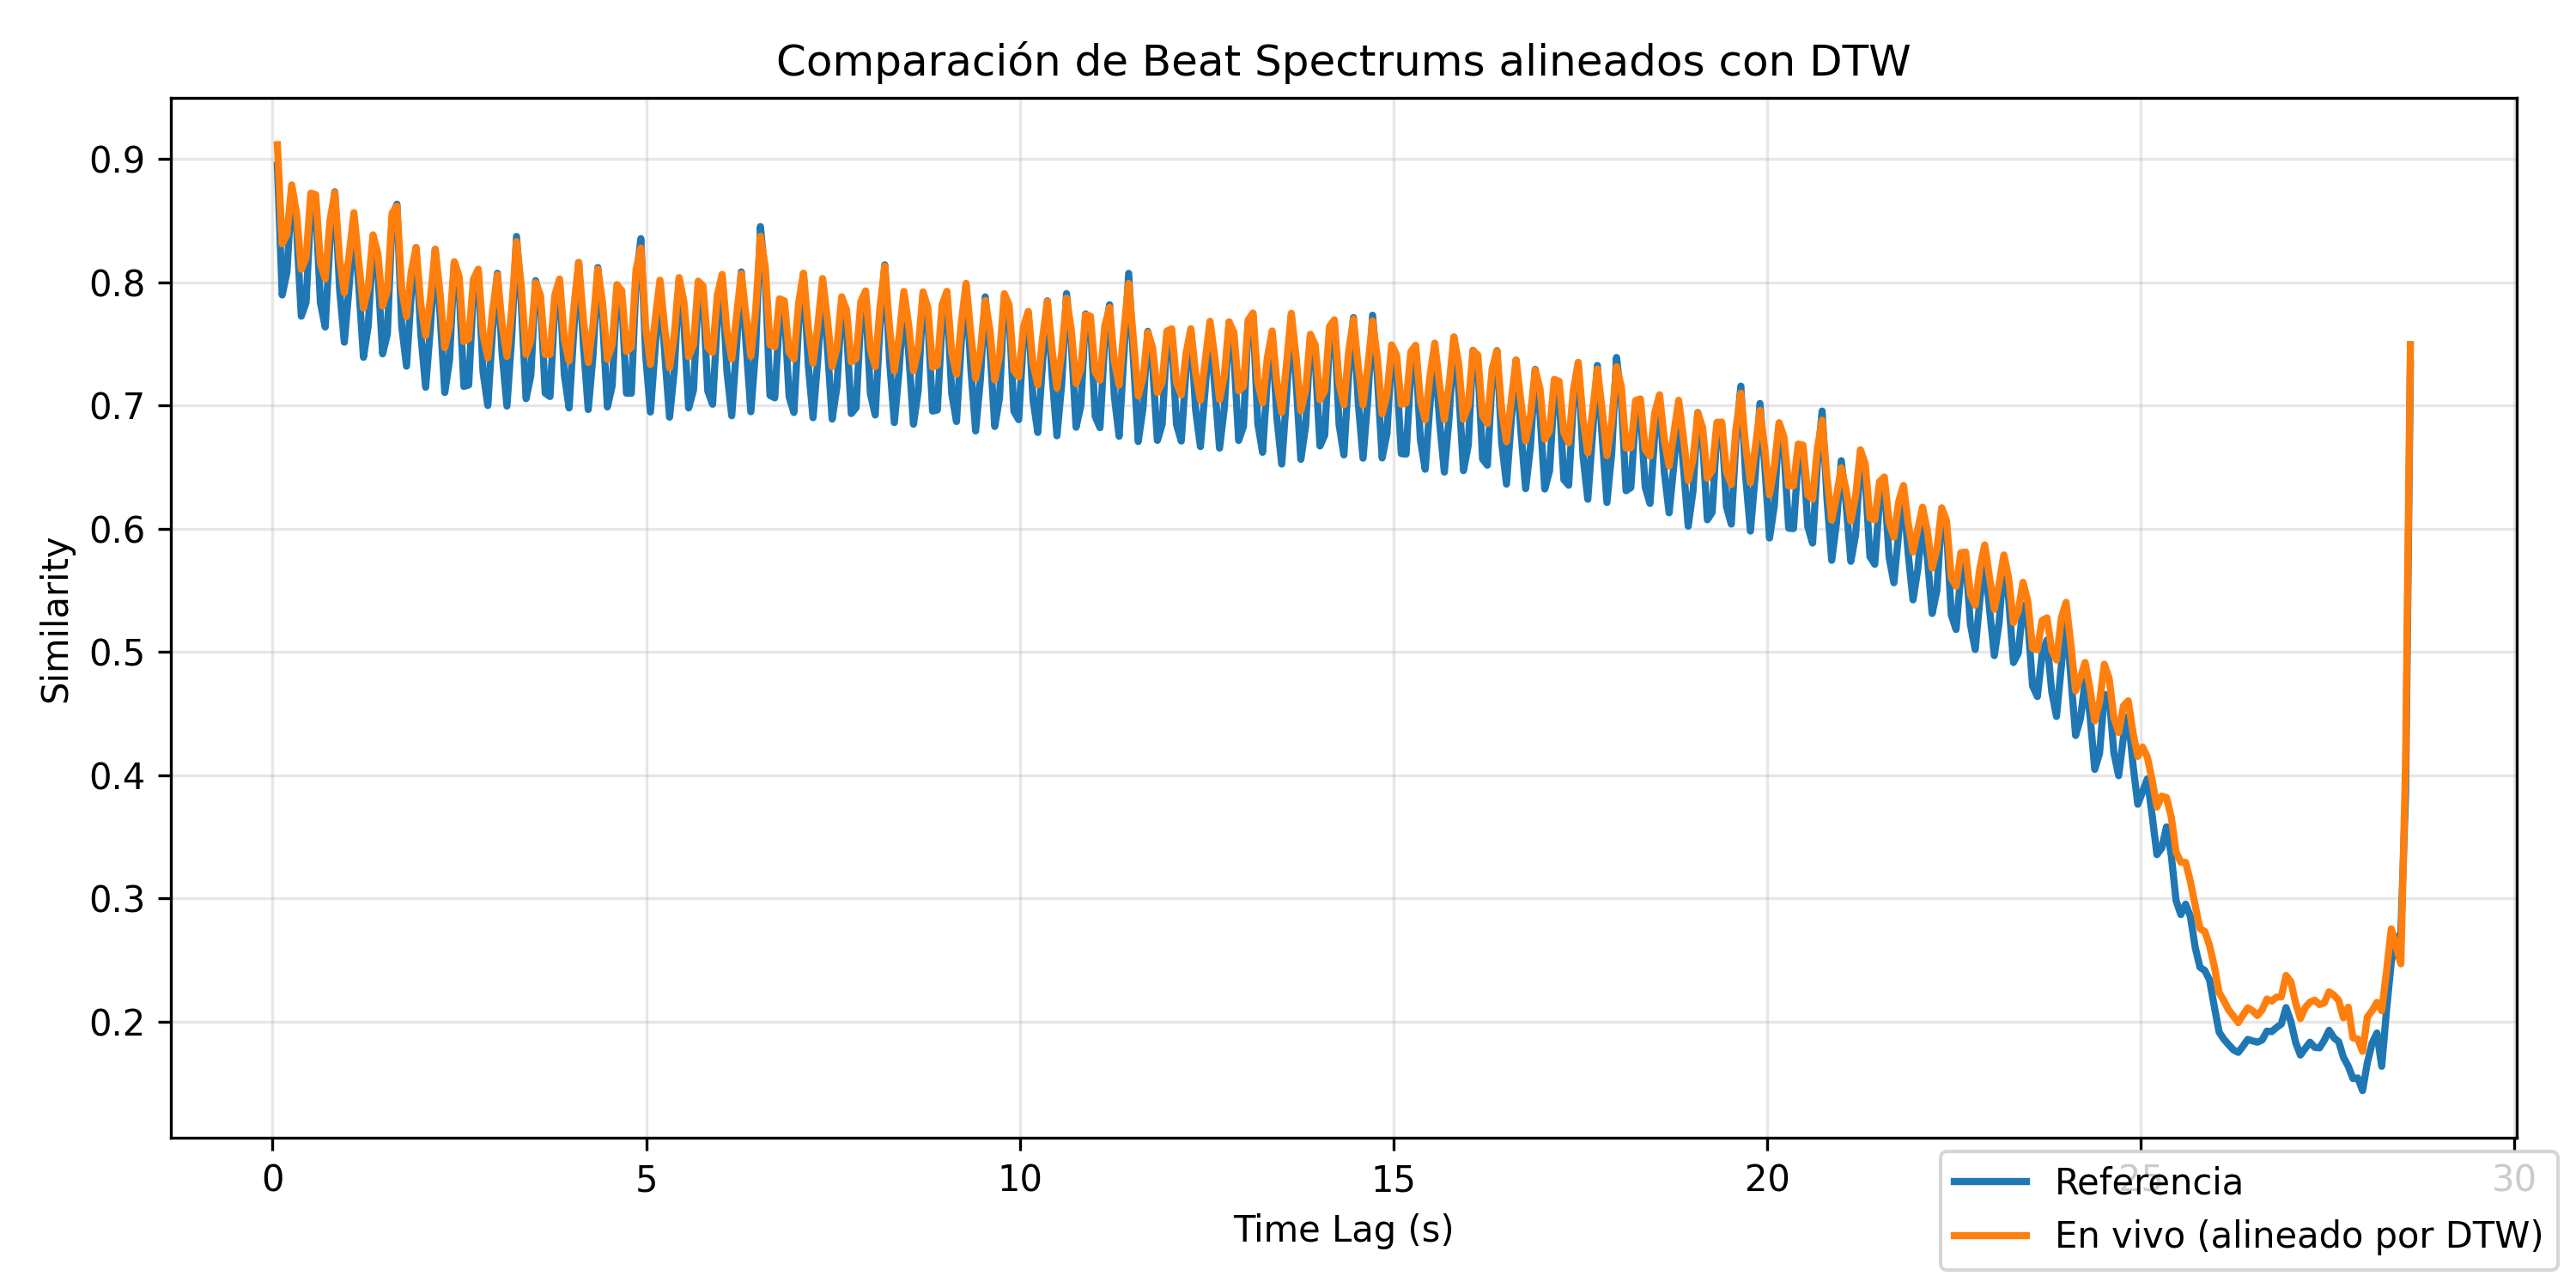 Comparación de Beat Spectrums alineados con DTW
0.9
0.8
0.7
0.6
0.5
0.4
0.3
0.2
Similarity
0 5 10 15 20 25 30
Time Lag (s)
Referencia
En vivo (alineado por DTW)